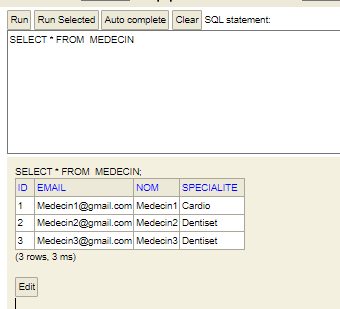 Run Run Selected Auto complete Clear SQL statement:
SELECT * FROM MEDECIN
SELECT * FROM MEDECIN;
ID EMAIL NOM SPECIALITE
1 Medecin1@gmail.com Medecin1 Cardio
2 Medecin2@gmail.com Medecin2 Dentiset
3 Medecin3@gmail.com Medecin3 Dentiset
(3 rows, 3 ms)
Edit